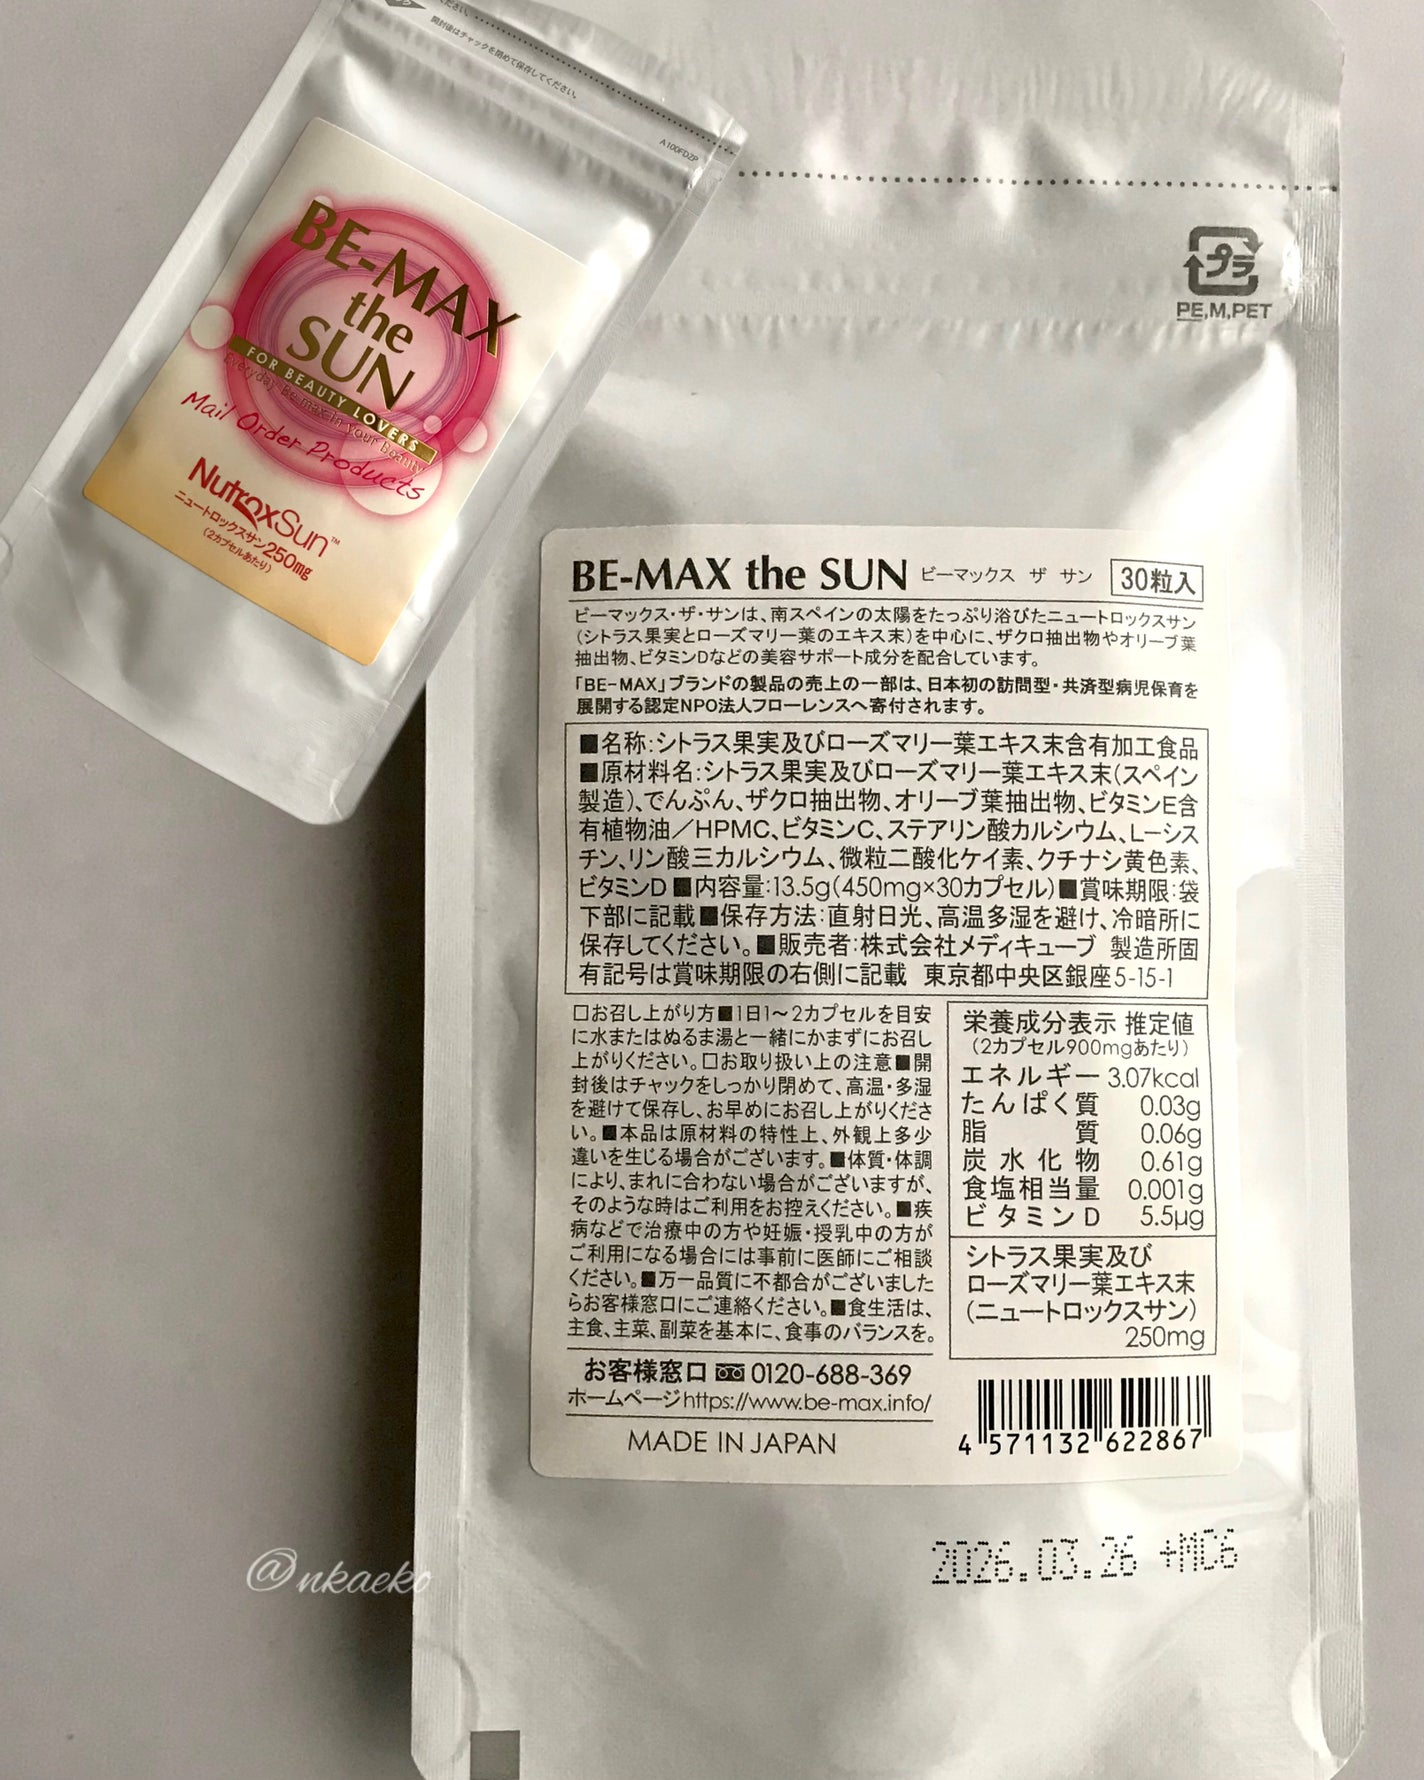 ください。
開封後はチャックを閉めて保存してください。
A100FDZP
BE-MAX
the
SUN
FOR BEAUTY LOVERS
Everyday Be-max in your Beauty
Mail Order Products
NutroxSun™
ニュートロックスサン250mg
(2カプセルあたり)
プラ
PE,M,PET
BE-MAX the SUN ビーマックス ザ サン 30粒入
ビーマックス・ザ・サンは、南スペインの太陽をたっぷり浴びたニュートロックスサン
(シトラス果実とローズマリー葉のエキス末)を中心に、ザクロ抽出物やオリーブ葉
抽出物、ビタミンDなどの美容サポート成分を配合しています。
「BE-MAX」ブランドの製品の売上の一部は、日本初の訪問型・共済型病児保育を
展開する認定NPO法人フローレンスへ寄付されます。
■名称:シトラス果実及びローズマリー葉エキス末含有加工食品
■原材料名:シトラス果実及びローズマリー葉エキス末(スペイン
製造)、でんぷん、ザクロ抽出物、オリーブ葉抽出物、ビタミンE含
有植物油/HPMC、ビタミンC、ステアリン酸カルシウム、L-シス
チン、リン酸三カルシウム、微粒二酸化ケイ素、クチナシ黄色素、
ビタミンD■内容量:13.5g(450mg×30カプセル)■賞味期限:袋
下部に記載■保存方法:直射日光、高温多湿を避け、冷暗所に
保存してください。■販売者:株式会社メディキューブ 製造所固
有記号は賞味期限の右側に記載 東京都中央区銀座5-15-1
□お召し上がり方■1日1〜2カプセルを目安
に水またはぬるま湯と一緒にかまずにお召し
上がりください。□お取り扱い上の注意■開
封後はチャックをしっかり閉めて、高温・多湿
を避けて保存し、お早めにお召し上がりくださ
い。■本品は原材料の特性上、外観上多少
違いを生じる場合がございます。■体質・体調
により、まれに合わない場合がございますが、
そのような時はご利用をお控えください。■疾
病などで治療中の方や妊娠・授乳中の方が
ご利用になる場合には事前に医師にご相談
ください。■万一品質に不都合がございました
らお客様窓口にご連絡ください。■食生活は、
主食、主菜、副菜を基本に、食事のバランスを。
お客様窓口 0120-688-369
ホームページhttps://www.be-max.info/
MADE IN JAPAN
栄養成分表示 推定値
(2カプセル900mgあたり)
エネルギー 3.07kcal
たんぱく質 0.03g
脂質 0.06g
炭水化物 0.61g
食塩相当量 0.001g
ビタミンD 5.5μg
シトラス果実及び
ローズマリー葉エキス末
(ニュートロックスサン)
250mg
4 571132 622867
2026.03.26 +MC6
@nkaeko